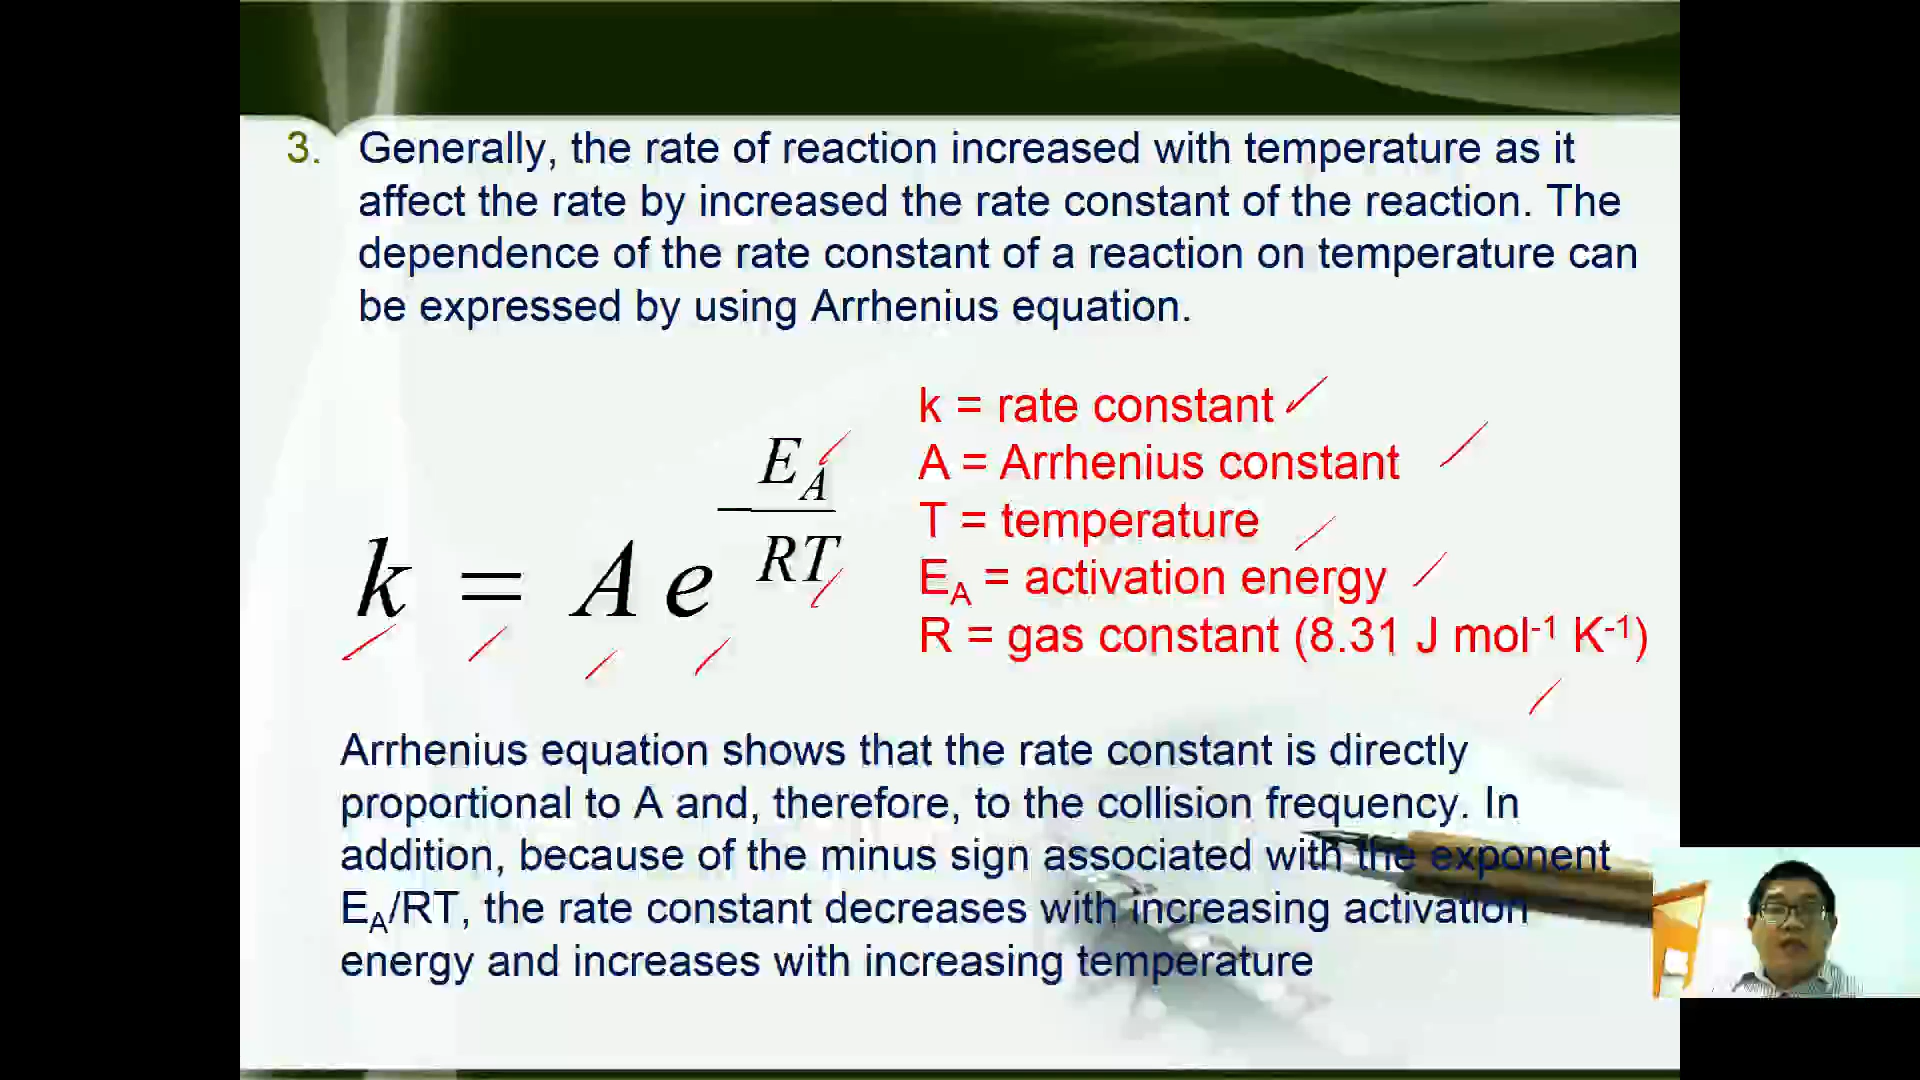 3. Generally, the rate of reaction increased with temperature as it
affect the rate by increased the rate constant of the reaction. The
dependence of the rate constant of a reaction on temperature can
be expressed by using Arrhenius equation.
k = A e^{-\frac{E_A}{RT}}
k = rate constant
A = Arrhenius constant
T = temperature
E_A = activation energy
R = gas constant (8.31 J mol⁻¹ K⁻¹)
Arrhenius equation shows that the rate constant is directly
proportional to A and, therefore, to the collision frequency. In
addition, because of the minus sign associated with the exponent
E_A/RT, the rate constant decreases with increasing activation
energy and increases with increasing temperature